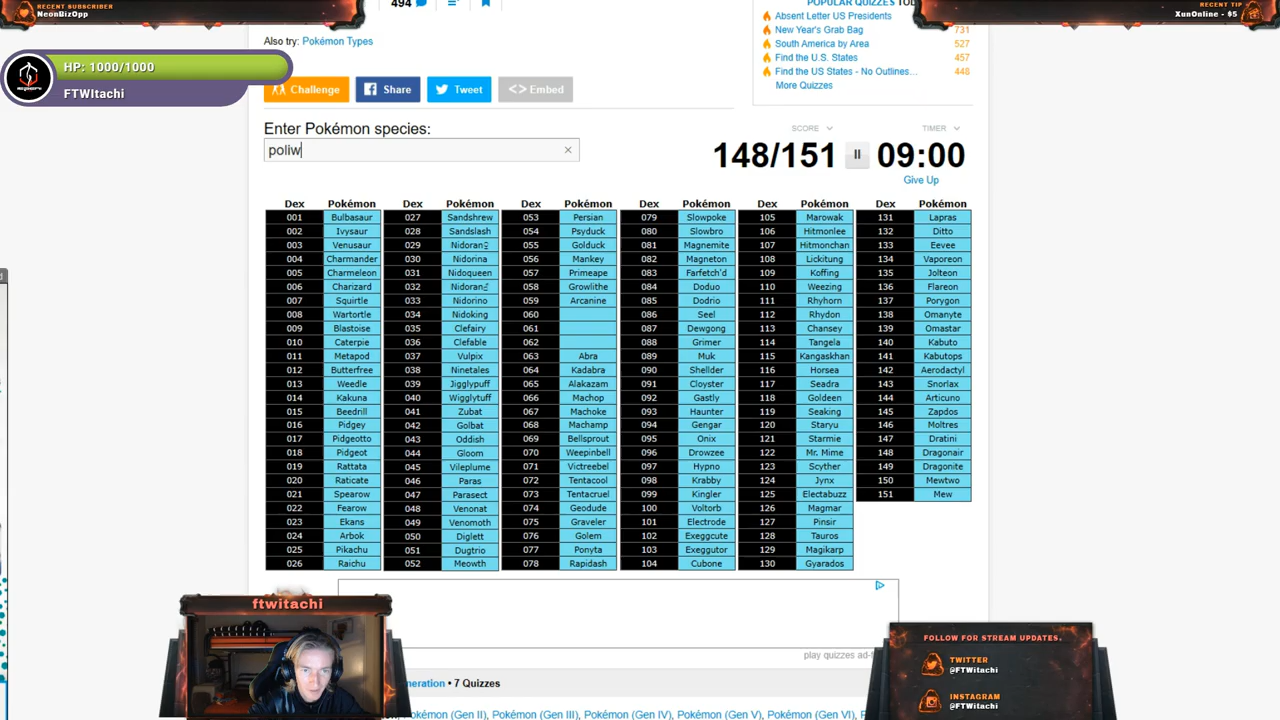 RECENT SUBSCRIBER
NeonBizOpp
494
RECENT TIP
XunOnline - $5
Absent Letter US Presidents
New Year's Grab Bag 731
South America by Area 527
Find the U.S. States 457
Find the US States - No Outlines... 448
More Quizzes
Also try: Pokémon Types
HP: 1000/1000
FTWItachi
Challenge Share Tweet <> Embed
Enter Pokémon species:
poliw
SCORE
148/151
TIMER
09:00
Give Up
Dex Pokémon Dex Pokémon Dex Pokémon Dex Pokémon Dex Pokémon Dex Pokémon
001 Bulbasaur 027 Sandshrew 053 Persian 079 Slowpoke 105 Marowak 131 Lapras
002 Ivysaur 028 Sandslash 054 Psyduck 080 Slowbro 106 Hitmonlee 132 Ditto
003 Venusaur 029 Nidoran♀ 055 Golduck 081 Magnemite 107 Hitmonchan 133 Eevee
004 Charmander 030 Nidorina 056 Mankey 082 Magneton 108 Lickitung 134 Vaporeon
005 Charmeleon 031 Nidoqueen 057 Primeape 083 Farfetch'd 109 Koffing 135 Jolteon
006 Charizard 032 Nidoran♂ 058 Growlithe 084 Doduo 110 Weezing 136 Flareon
007 Squirtle 033 Nidorino 059 Arcanine 085 Dodrio 111 Rhyhorn 137 Porygon
008 Wartortle 034 Nidoking 060 086 Seel 112 Rhydon 138 Omanyte
009 Blastoise 035 Clefairy 061 087 Dewgong 113 Chansey 139 Omastar
010 Caterpie 036 Clefable 062 088 Grimer 114 Tangela 140 Kabuto
011 Metapod 037 Vulpix 063 Abra 089 Muk 115 Kangaskhan 141 Kabutops
012 Butterfree 038 Ninetales 064 Kadabra 090 Shellder 116 Horsea 142 Aerodactyl
013 Weedle 039 Jigglypuff 065 Alakazam 091 Cloyster 117 Seadra 143 Snorlax
014 Kakuna 040 Wigglytuff 066 Machop 092 Gastly 118 Goldeen 144 Articuno
015 Beedrill 041 Zubat 067 Machoke 093 Haunter 119 Seaking 145 Zapdos
016 Pidgey 042 Golbat 068 Machamp 094 Gengar 120 Staryu 146 Moltres
017 Pidgeotto 043 Oddish 069 Bellsprout 095 Onix 121 Starmie 147 Dratini
018 Pidgeot 044 Gloom 070 Weepinbell 096 Drowzee 122 Mr. Mime 148 Dragonair
019 Rattata 045 Vileplume 071 Victreebel 097 Hypno 123 Scyther 149 Dragonite
020 Raticate 046 Paras 072 Tentacool 098 Krabby 124 Jynx 150 Mewtwo
021 Spearow 047 Parasect 073 Tentacruel 099 Kingler 125 Electabuzz 151 Mew
022 Fearow 048 Venonat 074 Geodude 100 Voltorb 126 Magmar
023 Ekans 049 Venomoth 075 Graveler 101 Electrode 127 Pinsir
024 Arbok 050 Diglett 076 Golem 102 Exeggcute 128 Tauros
025 Pikachu 051 Dugtrio 077 Ponyta 103 Exeggutor 129 Magikarp
026 Raichu 052 Meowth 078 Rapidash 104 Cubone 130 Gyarados
ftwitachi
play quizzes ad-f
neration • 7 Quizzes
okémon (Gen II), Pokémon (Gen III), Pokémon (Gen IV), Pokémon (Gen V), Pokémon (Gen VI),
FOLLOW FOR STREAM UPDATES.
TWITTER
@FTWitachi
INSTAGRAM
@FTWitachi